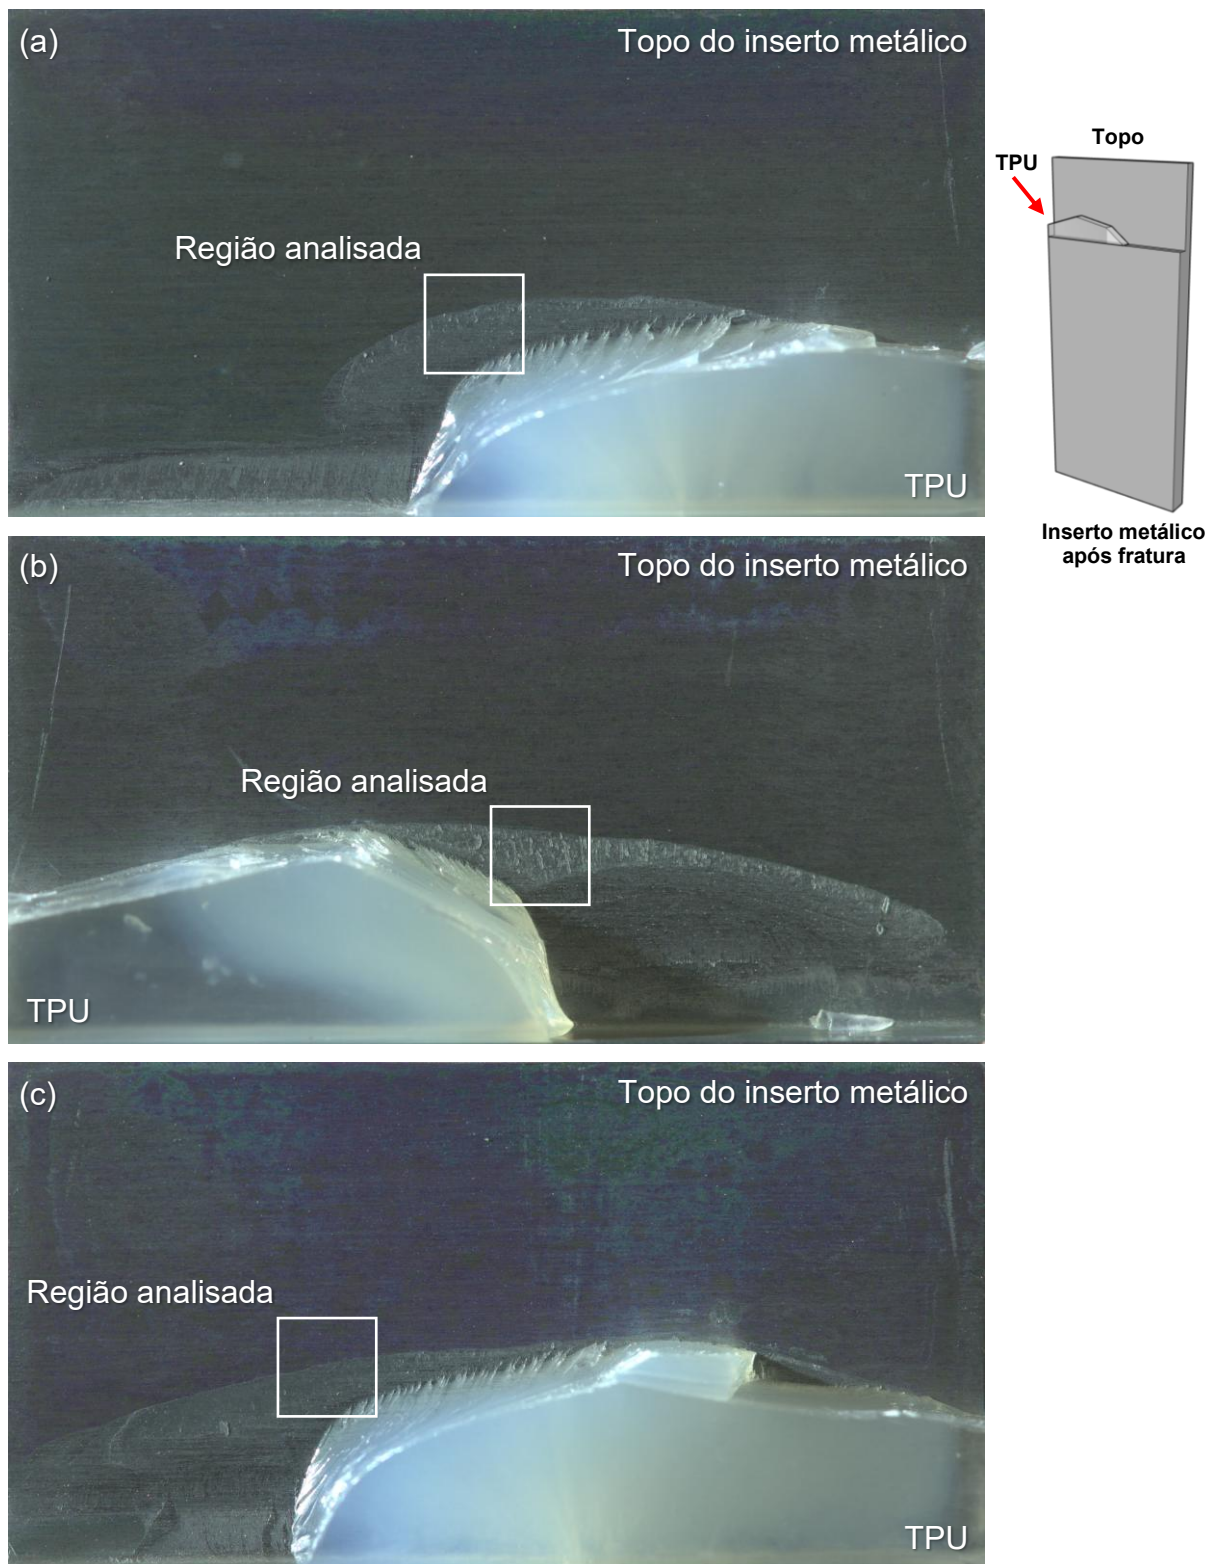 (a)
Topo do inserto metálico
Região analisada
TPU
Topo
TPU
Inserto metálico
após fratura
(b)
Topo do inserto metálico
Região analisada
TPU
(c)
Topo do inserto metálico
Região analisada
TPU